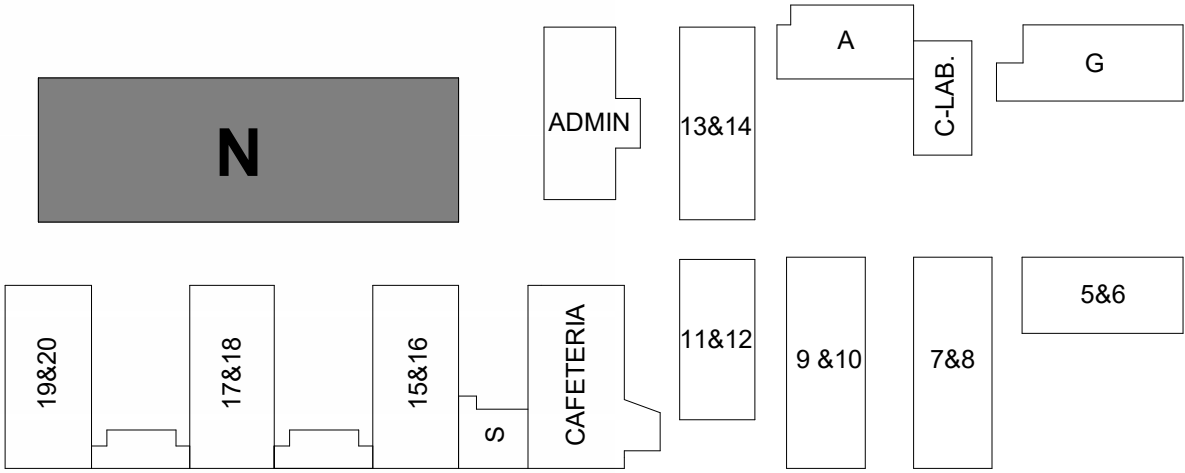 A
G
C-LAB.
ADMIN
13&14
N
5&6
11&12
9 &10
7&8
19&20
17&18
15&16
S
CAFETERIA